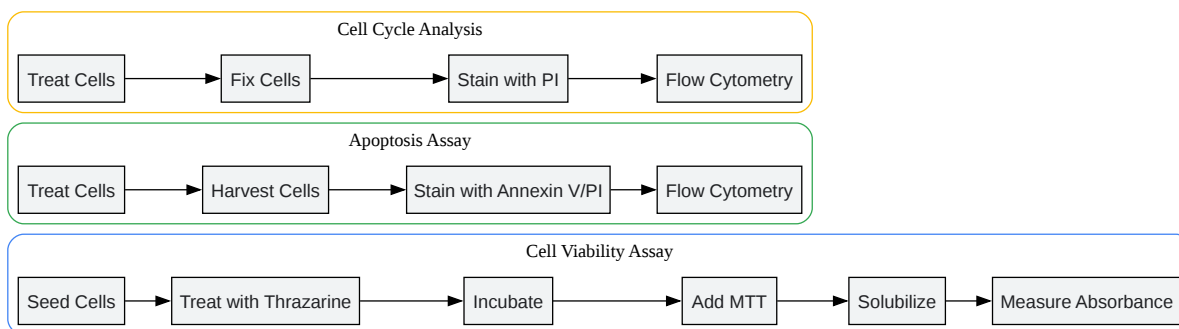 Cell Cycle Analysis
Treat Cells Fix Cells Stain with PI Flow Cytometry
Apoptosis Assay
Treat Cells Harvest Cells Stain with Annexin V/PI Flow Cytometry
Cell Viability Assay
Seed Cells Treat with Thrazarine Incubate Add MTT Solubilize Measure Absorbance